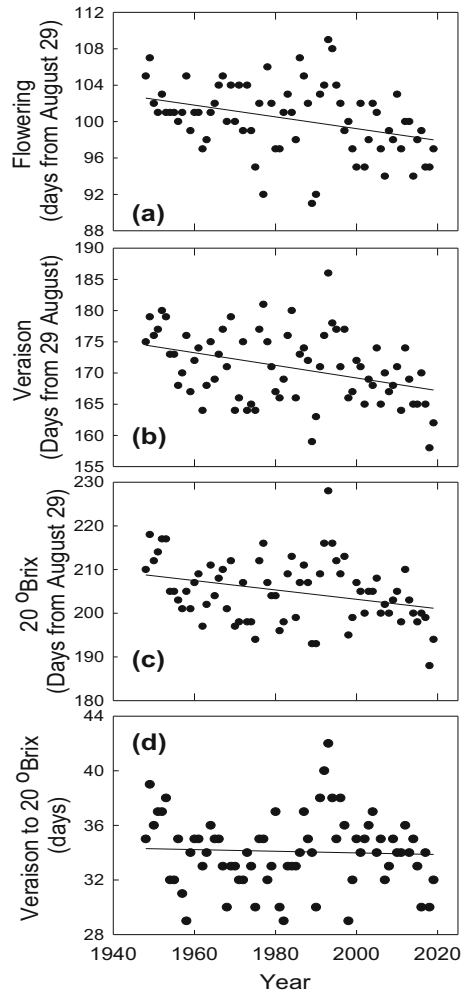 112
108
104
100
96
92
88
Flowering
(days from August 29)
(a)
190
185
180
175
170
165
160
155
Veraison
(Days from 29 August)
(b)
230
220
210
200
190
180
20 ºBrix
(Days from August 29)
(c)
44
40
36
32
28
Veraison to 20 ºBrix
(days)
(d)
1940 1960 1980 2000 2020
Year